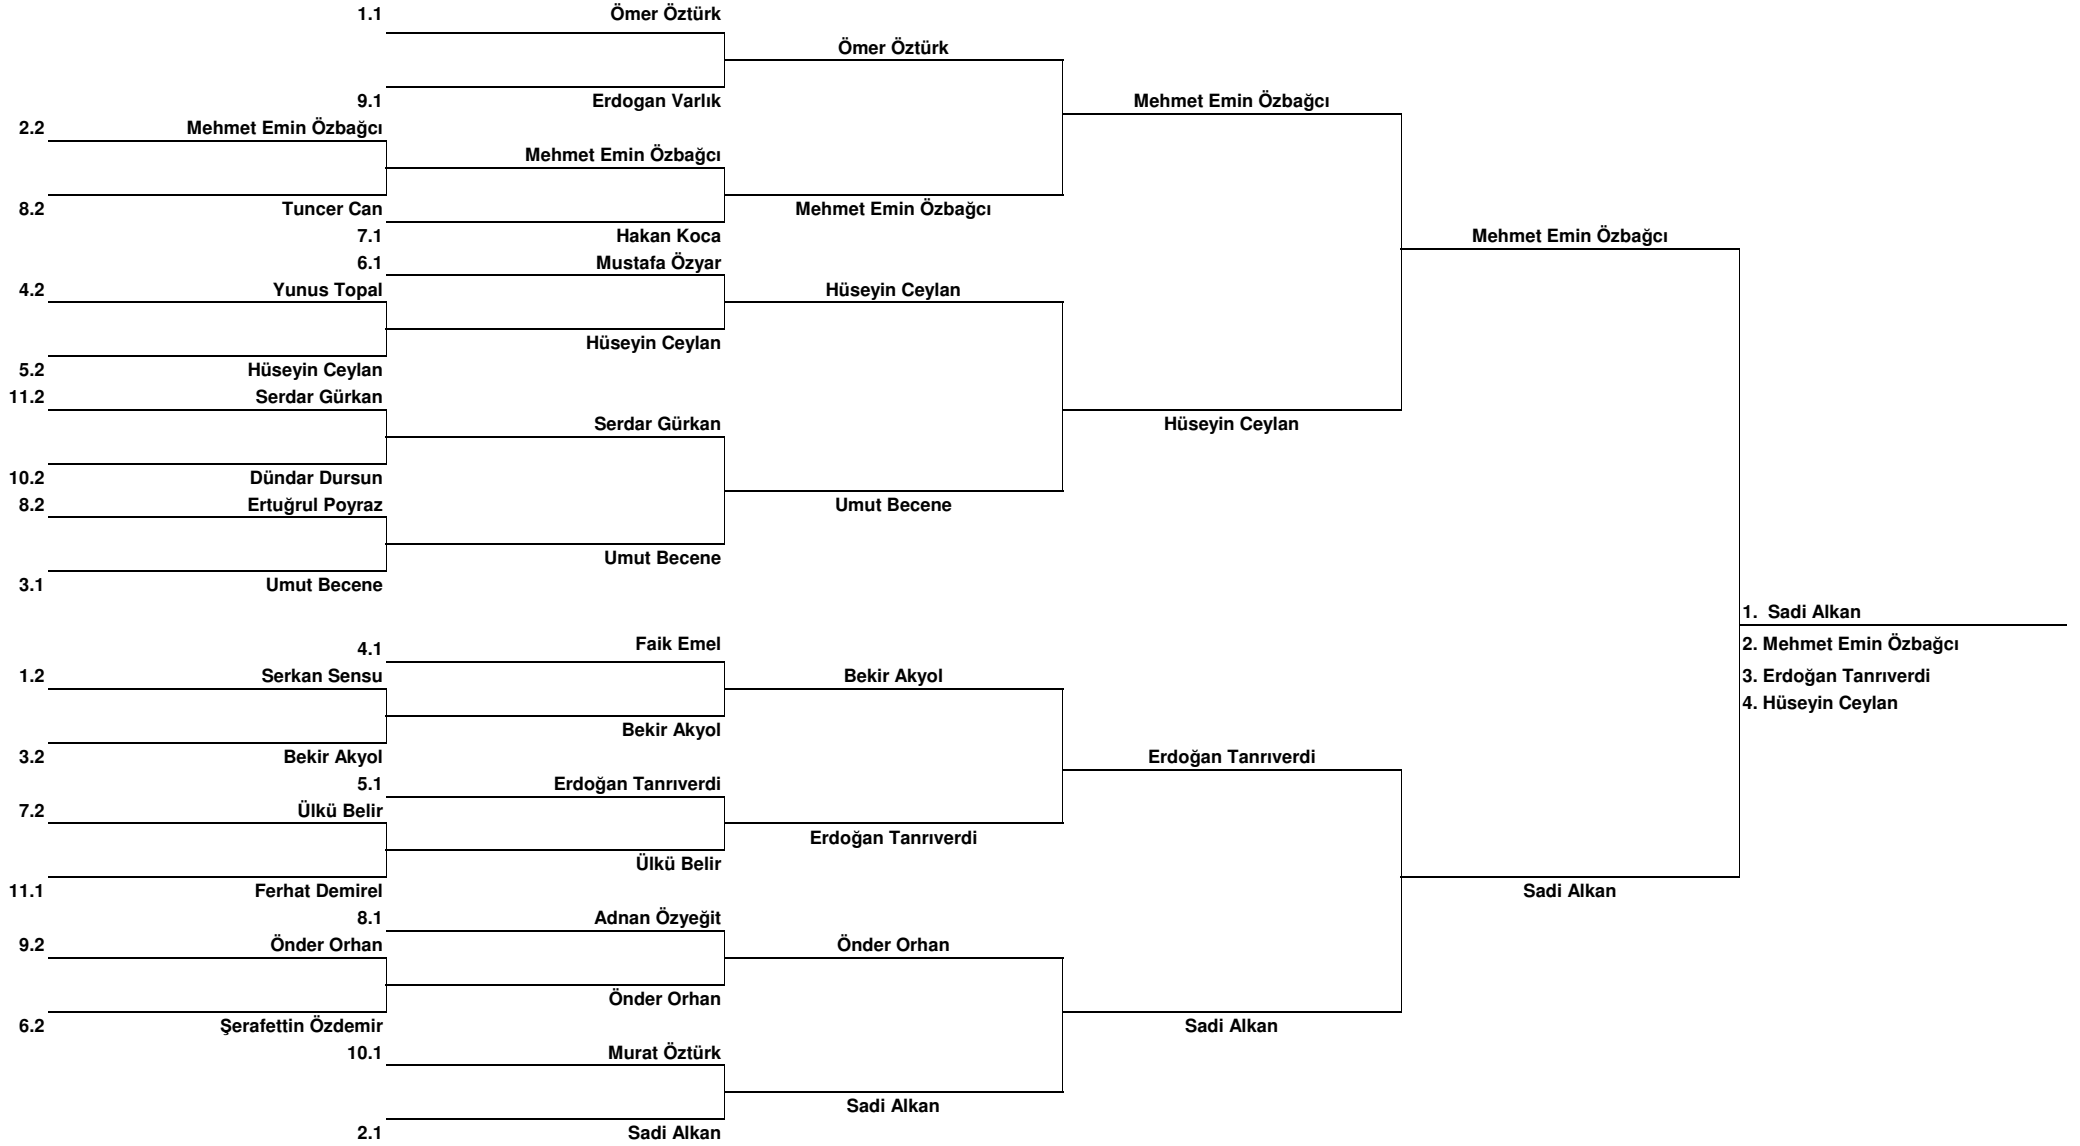 1.1 Ömer Öztürk
Ömer Öztürk
9.1 Erdogan Varlık Mehmet Emin Özbağcı
2.2 Mehmet Emin Özbağcı
Mehmet Emin Özbağcı
8.2 Tuncer Can Mehmet Emin Özbağcı
7.1 Hakan Koca Mehmet Emin Özbağcı
6.1 Mustafa Özyar
4.2 Yunus Topal Hüseyin Ceylan
Hüseyin Ceylan
5.2 Hüseyin Ceylan
11.2 Serdar Gürkan
Serdar Gürkan Hüseyin Ceylan
10.2 Dündar Dursun
8.2 Ertuğrul Poyraz Umut Becene
Umut Becene
3.1 Umut Becene
1. Sadi Alkan
4.1 Faik Emel 2. Mehmet Emin Özbağcı
1.2 Serkan Sensu Bekir Akyol 3. Erdoğan Tanrıverdi
4. Hüseyin Ceylan
Bekir Akyol
3.2 Bekir Akyol Erdoğan Tanrıverdi
5.1 Erdoğan Tanrıverdi
7.2 Ülkü Belir
Erdoğan Tanrıverdi
Ülkü Belir
11.1 Ferhat Demirel Sadi Alkan
8.1 Adnan Özyeğit
9.2 Önder Orhan Önder Orhan
Önder Orhan
6.2 Şerafettin Özdemir Sadi Alkan
10.1 Murat Öztürk
Sadi Alkan
2.1 Sadi Alkan